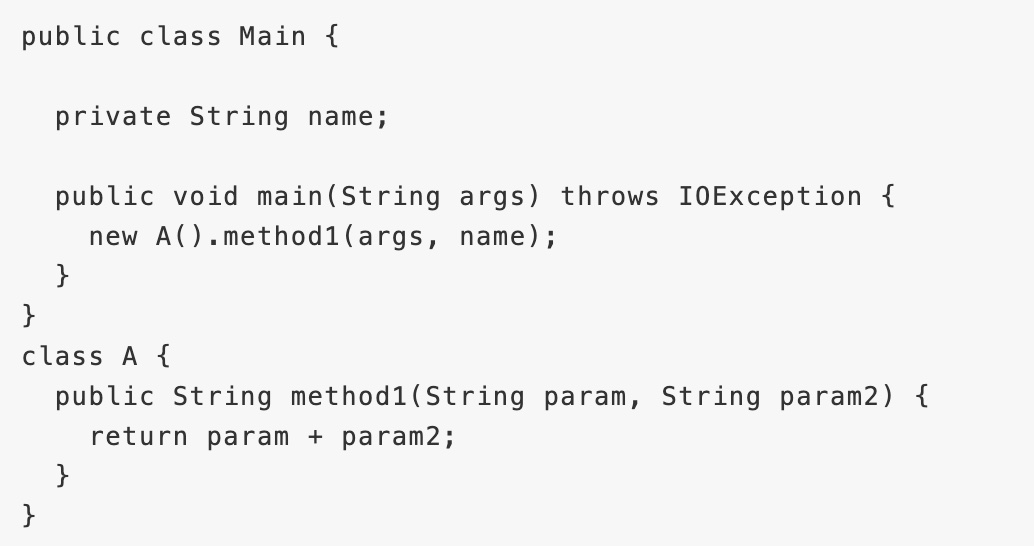 public class Main {
  private String name;
  public void main(String args) throws IOException {
    new A().method1(args, name);
  }
}
class A {
  public String method1(String param, String param2) {
    return param + param2;
  }
}